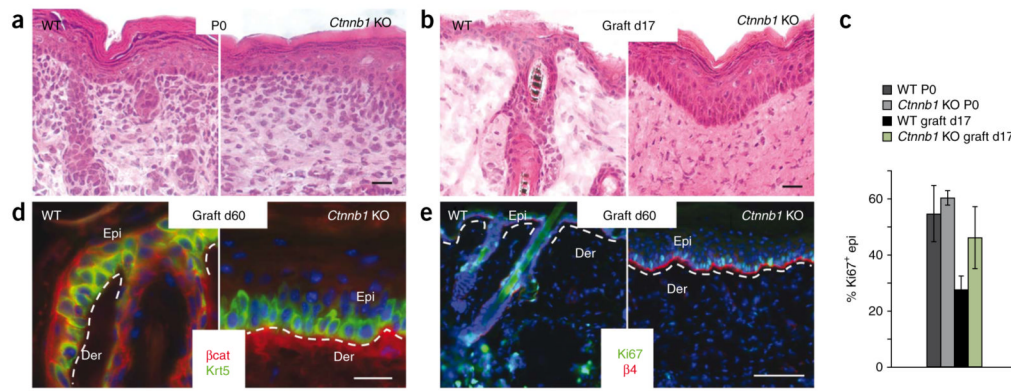 a
WT
P0
Ctnnb1 KO
b
WT
Graft d17
Ctnnb1 KO
c
WT P0
Ctnnb1 KO P0
WT graft d17
Ctnnb1 KO graft d17
% Ki67⁺ epi
60
40
20
0
d
WT
Graft d60
Ctnnb1 KO
Epi
Der
Epi
Der
βcat
Krt5
e
WT
Epi
Graft d60
Ctnnb1 KO
Der
Epi
Der
Ki67
β4